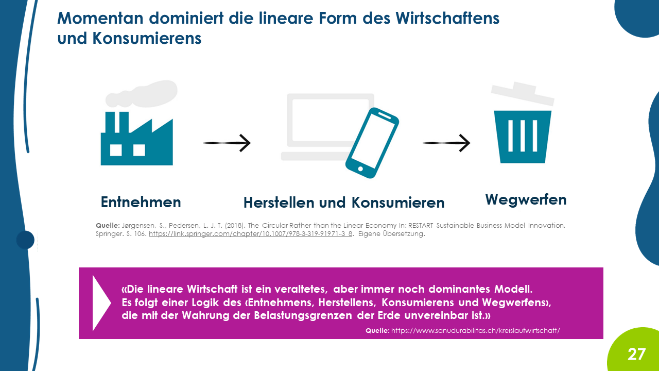 Momentan dominiert die lineare Form des Wirtschaftens
und Konsumierens
Entnehmen
Herstellen und Konsumieren
Wegwerfen
Quelle: Jørgensen, S., Pedersen, L. J. T. (2018). The Circular Rather than the Linear Economy. In: RESTART Sustainable Business Model Innovation.
Springer. S. 106. https://link.springer.com/chapter/10.1007/978-3-319-91971-3_8. Eigene Übersetzung.
«Die lineare Wirtschaft ist ein veraltetes, aber immer noch dominantes Modell.
Es folgt einer Logik des ‹Entnehmens, Herstellens, Konsumierens und Wegwerfens›,
die mit der Wahrung der Belastungsgrenzen der Erde unvereinbar ist.»
Quelle: https://www.sanudurabilitas.ch/kreislaufwirtschaft/
27